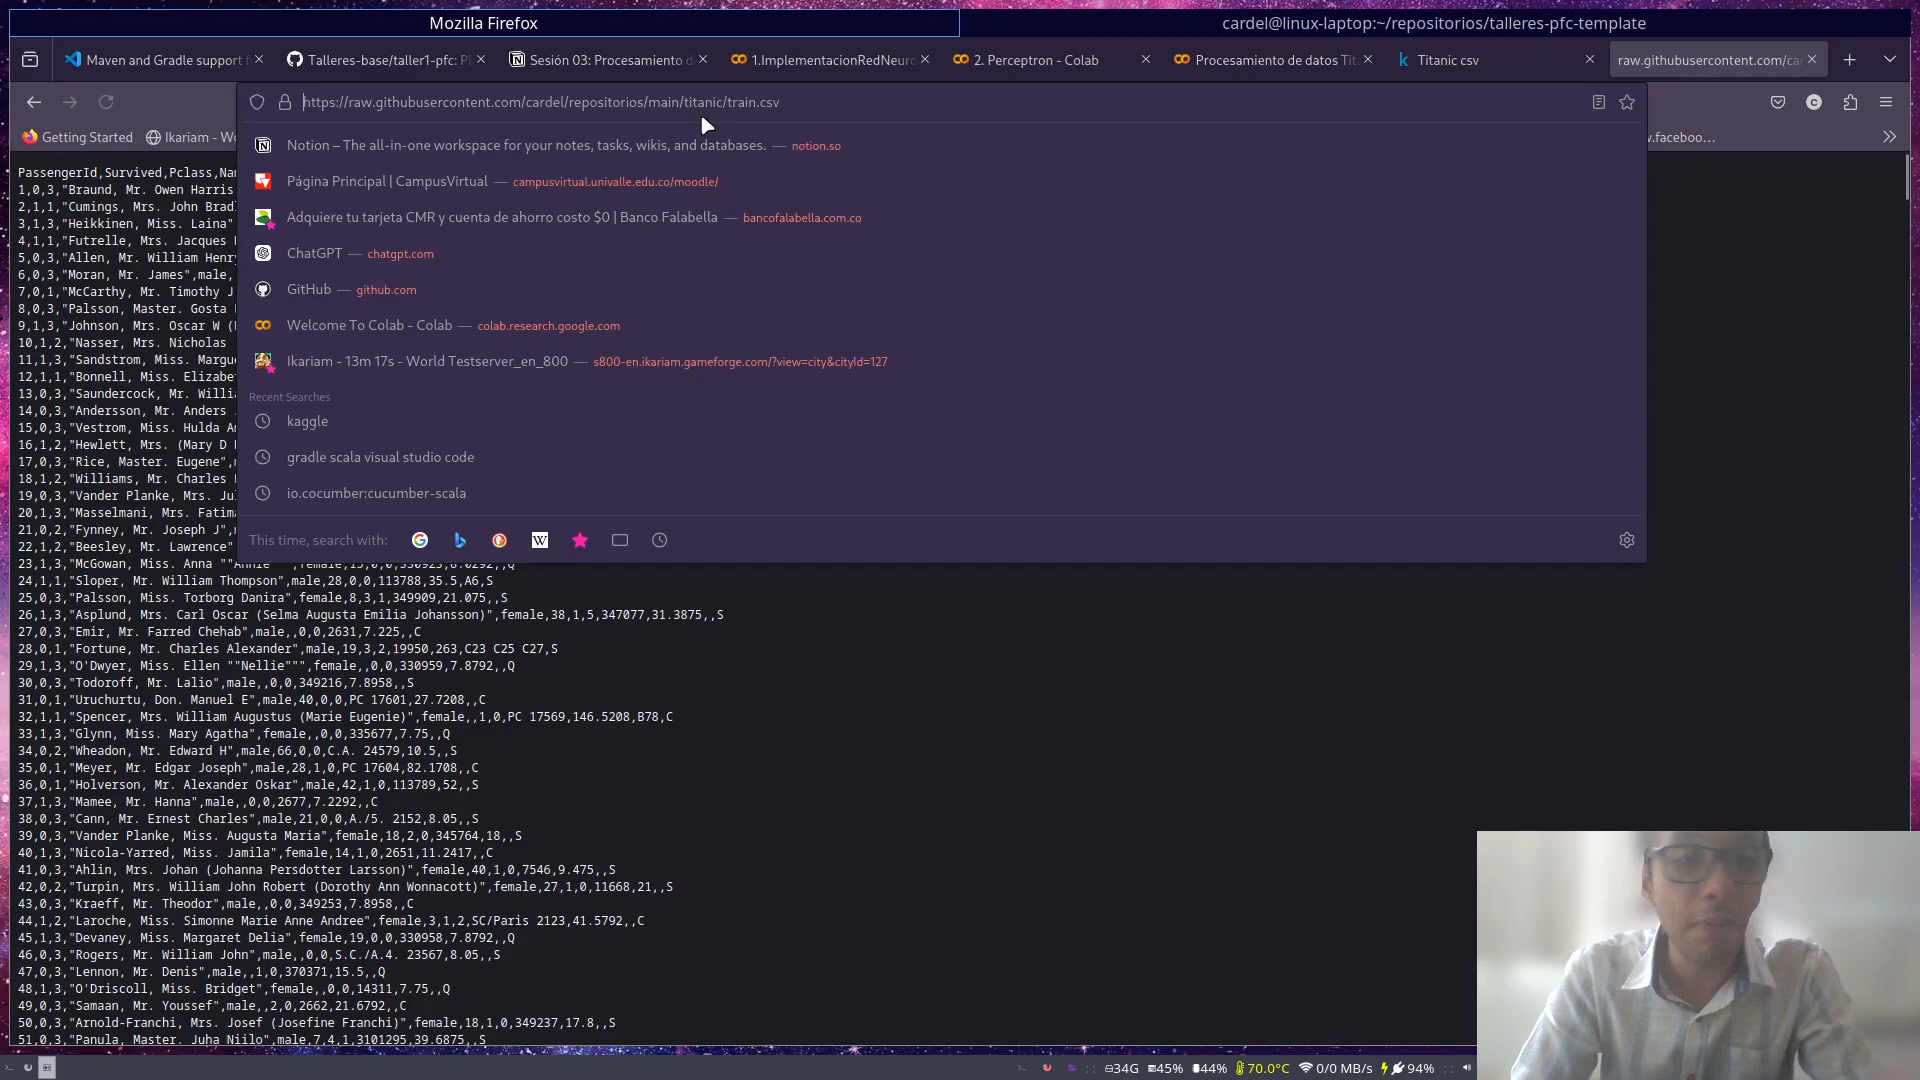 Mozilla Firefox
cardel@linux-laptop:~/repositorios/talleres-pfc-template
Maven and Gradle support f
Talleres-base/taller1-pfc: Pl
Sesión 03: Procesamiento d
1.ImplementacionRedNeuro
2. Perceptron - Colab
Procesamiento de datos Tita
Titanic csv
raw.githubusercontent.com/ca
https://raw.githubusercontent.com/cardel/repositorios/main/titanic/train.csv
Getting Started
Ikariam - Wo
w.faceboo…
Notion – The all-in-one workspace for your notes, tasks, wikis, and databases. — notion.so
Página Principal | CampusVirtual — campusvirtual.univalle.edu.co/moodle/
Adquiere tu tarjeta CMR y cuenta de ahorro costo $0 | Banco Falabella — bancofalabella.com.co
ChatGPT — chatgpt.com
GitHub — github.com
Welcome To Colab - Colab — colab.research.google.com
Ikariam - 13m 17s - World Testserver_en_800 — s800-en.ikariam.gameforge.com/?view=city&cityId=127
Recent Searches
kaggle
gradle scala visual studio code
io.cocumber:cucumber-scala
This time, search with:
PassengerId,Survived,Pclass,Nam
1,0,3,"Braund, Mr. Owen Harris
2,1,1,"Cumings, Mrs. John Brad
3,1,3,"Heikkinen, Miss. Laina"
4,1,1,"Futrelle, Mrs. Jacques
5,0,3,"Allen, Mr. William Henry
6,0,3,"Moran, Mr. James",male,
7,0,1,"McCarthy, Mr. Timothy J
8,0,3,"Palsson, Master. Gosta
9,1,3,"Johnson, Mrs. Oscar W (
10,1,2,"Nasser, Mrs. Nicholas
11,1,3,"Sandstrom, Miss. Margue
12,1,1,"Bonnell, Miss. Elizabe
13,0,3,"Saundercock, Mr. Willia
14,0,3,"Andersson, Mr. Anders
15,0,3,"Vestrom, Miss. Hulda Am
16,1,2,"Hewlett, Mrs. (Mary D
17,0,3,"Rice, Master. Eugene",m
18,1,2,"Williams, Mr. Charles
19,0,3,"Vander Planke, Mrs. Jul
20,1,3,"Masselmani, Mrs. Fatima
21,0,2,"Fynney, Mr. Joseph J",m
22,1,2,"Beesley, Mr. Lawrence"
23,1,3,"McGowan, Miss. Anna ""Annie""",female,15,0,0,330923,8.0292,,Q
24,1,1,"Sloper, Mr. William Thompson",male,28,0,0,113788,35.5,A6,S
25,0,3,"Palsson, Miss. Torborg Danira",female,8,3,1,349909,21.075,,S
26,1,3,"Asplund, Mrs. Carl Oscar (Selma Augusta Emilia Johansson)",female,38,1,5,347077,31.3875,,S
27,0,3,"Emir, Mr. Farred Chehab",male,,0,0,2631,7.225,,C
28,0,1,"Fortune, Mr. Charles Alexander",male,19,3,2,19950,263,C23 C25 C27,S
29,1,3,"O'Dwyer, Miss. Ellen ""Nellie""",female,,0,0,330959,7.8792,,Q
30,0,3,"Todoroff, Mr. Lalio",male,,0,0,349216,7.8958,,S
31,0,1,"Uruchurtu, Don. Manuel E",male,40,0,0,PC 17601,27.7208,,C
32,1,1,"Spencer, Mrs. William Augustus (Marie Eugenie)",female,,1,0,PC 17569,146.5208,B78,C
33,1,3,"Glynn, Miss. Mary Agatha",female,,0,0,335677,7.75,,Q
34,0,2,"Wheadon, Mr. Edward H",male,66,0,0,C.A. 24579,10.5,,S
35,0,1,"Meyer, Mr. Edgar Joseph",male,28,1,0,PC 17604,82.1708,,C
36,0,1,"Holverson, Mr. Alexander Oskar",male,42,1,0,113789,52,,S
37,1,3,"Mamee, Mr. Hanna",male,,0,0,2677,7.2292,,C
38,0,3,"Cann, Mr. Ernest Charles",male,21,0,0,A./5. 2152,8.05,,S
39,0,3,"Vander Planke, Miss. Augusta Maria",female,18,2,0,345764,18,,S
40,1,3,"Nicola-Yarred, Miss. Jamila",female,14,1,0,2651,11.2417,,C
41,0,3,"Ahlin, Mrs. Johan (Johanna Persdotter Larsson)",female,40,1,0,7546,9.475,,S
42,0,2,"Turpin, Mrs. William John Robert (Dorothy Ann Wonnacott)",female,27,1,0,11668,21,,S
43,0,3,"Kraeff, Mr. Theodor",male,,0,0,349253,7.8958,,C
44,1,2,"Laroche, Miss. Simonne Marie Anne Andree",female,3,1,2,SC/Paris 2123,41.5792,,C
45,1,3,"Devaney, Miss. Margaret Delia",female,19,0,0,330958,7.8792,,Q
46,0,3,"Rogers, Mr. William John",male,,0,0,S.C./A.4. 23567,8.05,,S
47,0,3,"Lennon, Mr. Denis",male,,1,0,370371,15.5,,Q
48,1,3,"O'Driscoll, Miss. Bridget",female,,0,0,14311,7.75,,Q
49,0,3,"Samaan, Mr. Youssef",male,,2,0,2662,21.6792,,C
50,0,3,"Arnold-Franchi, Mrs. Josef (Josefine Franchi)",female,18,1,0,349237,17.8,,S
51,0,3,"Panula, Master. Juha Niilo",male,7,4,1,3101295,39.6875,,S
34G 45% 44% 70.0°C 0/0 MB/s 94%